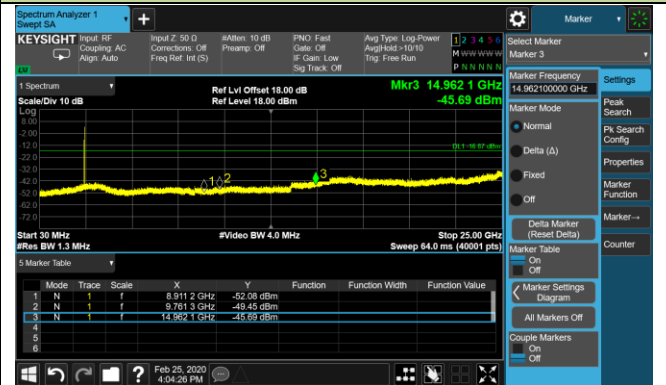 Spectrum Analyzer 1
Swept SA
+
Marker
KEYSIGHT
Input: RF
Coupling: AC
Align: Auto
Input Z: 50 Ω
Corrections: Off
Freq Ref: Int (S)
#Atten: 10 dB
Preamp: Off
PNO: Fast
Gate: Off
IF Gain: Low
Sig Track: Off
Avg Type: Log-Power
Avg|Hold:>10/10
Trig: Free Run
1 2 3 4 5 6
M W W W W W
P N N N N N
Select Marker
Marker 3
LXI
1 Spectrum
Scale/Div 10 dB
Ref Lvl Offset 18.00 dB
Ref Level 18.00 dBm
Mkr3 14.962 1 GHz
-45.69 dBm
Log
8.00
-2.00
-12.0
-22.0
-32.0
-42.0
-52.0
-62.0
-72.0
1
2
3
Start 30 MHz
#Res BW 1.3 MHz
#Video BW 4.0 MHz
Stop 25.00 GHz
Sweep 64.0 ms (40001 pts)
5 Marker Table
Mode Trace Scale X Y Function Function Width Function Value
1 N 1 f 8.911 2 GHz -52.08 dBm
2 N 1 f 9.761 3 GHz -49.45 dBm
3 N 1 f 14.962 1 GHz -45.69 dBm
4
5
6
Marker Frequency
14.962100000 GHz
Marker Mode
Normal
Delta (Δ)
Fixed
Off
Delta Marker
(Reset Delta)
Marker Table
On
Off
Marker Settings
Diagram
All Markers Off
Couple Markers
On
Off
Settings
Peak
Search
Pk Search
Config
Properties
Marker
Function
Marker→
Counter
?
Feb 25, 2020
4:04:26 PM